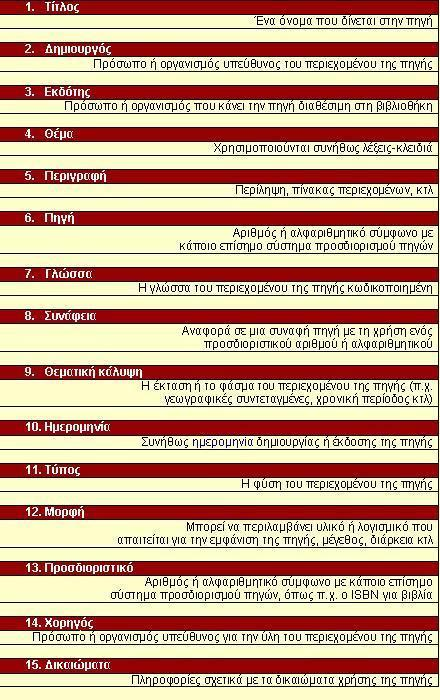 1. Τίτλος
Ένα όνομα που δίνεται στην πηγή
2. Δημιουργός
Πρόσωπο ή οργανισμός υπεύθυνος του περιεχομένου της πηγής
3. Εκδότης
Πρόσωπο ή οργανισμός που κάνει την πηγή διαθέσιμη στη βιβλιοθήκη
4. Θέμα
Χρησιμοποιούνται συνήθως λέξεις-κλειδιά
5. Περιγραφή
Περίληψη, πίνακας περιεχομένων, κτλ
6. Πηγή
Αριθμός ή αλφαριθμητικό σύμφωνο με
κάποιο επίσημο σύστημα προσδιορισμού πηγών
7. Γλώσσα
Η γλώσσα του περιεχομένου της πηγής κωδικοποιημένη
8. Συνάφεια
Αναφορά σε μια συναφή πηγή με τη χρήση ενός
προσδιοριστικού αριθμού ή αλφαριθμητικού
9. Θεματική κάλυψη
Η έκταση ή το φάσμα του περιεχομένου της πηγής (π.χ.
γεωγραφικές συντεταγμένες, χρονική περίοδος κτλ)
10. Ημερομηνία
Συνήθως ημερομηνία δημιουργίας ή έκδοσης της πηγής
11. Τύπος
Η φύση του περιεχομένου της πηγής
12. Μορφή
Μπορεί να περιλαμβάνει υλικό ή λογισμικό που
απαιτείται για την εμφάνιση της πηγής, μέγεθος, διάρκεια κτλ
13. Προσδιοριστικό
Αριθμός ή αλφαριθμητικό σύμφωνο με κάποιο επίσημο
σύστημα προσδιορισμού πηγών, όπως π.χ. ο ISBN για βιβλία
14. Χορηγός
Πρόσωπο ή οργανισμός υπεύθυνος για την ύλη του περιεχομένου της πηγής
15. Δικαιώματα
Πληροφορίες σχετικά με τα δικαιώματα χρήσης της πηγής